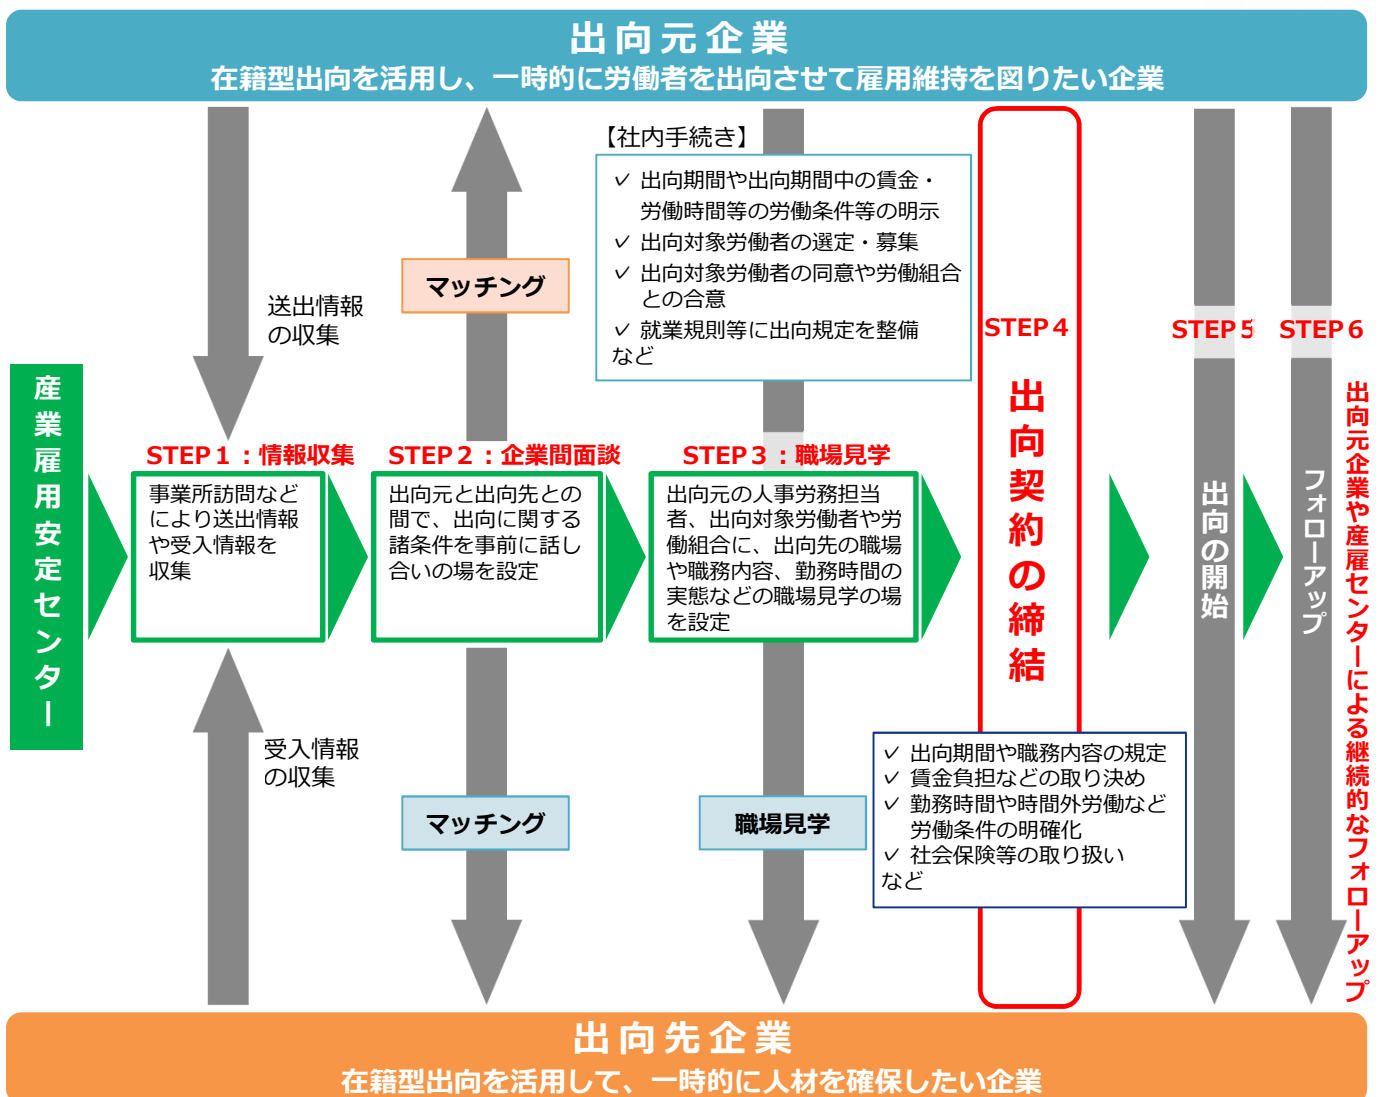 出向元企業
在籍型出向を活用し、一時的に労働者を出向させて雇用維持を図りたい企業
【社内手続き】
✓ 出向期間や出向期間中の賃金・
労働時間等の労働条件等の明示
✓ 出向対象労働者の選定・募集
✓ 出向対象労働者の同意や労働組合
との合意
✓ 就業規則等に出向規定を整備
など
送出情報
の収集
マッチング
産業雇用安定センター
STEP１：情報収集
事業所訪問など
により送出情報
や受入情報を
収集
STEP２：企業間面談
出向元と出向先との
間で、出向に関する
諸条件を事前に話し
合いの場を設定
STEP３：職場見学
出向元の人事労務担当
者、出向対象労働者や労
働組合に、出向先の職場
や職務内容、勤務時間の
実態などの職場見学の場
を設定
STEP４
出向契約の締結
STEP５
出向の開始
STEP６
フォローアップ
出向元企業や産雇センターによる継続的なフォローアップ
受入情報
の収集
マッチング
職場見学
✓ 出向期間や職務内容の規定
✓ 賃金負担などの取り決め
✓ 勤務時間や時間外労働など
労働条件の明確化
✓ 社会保険等の取り扱い
など
出向先企業
在籍型出向を活用して、一時的に人材を確保したい企業